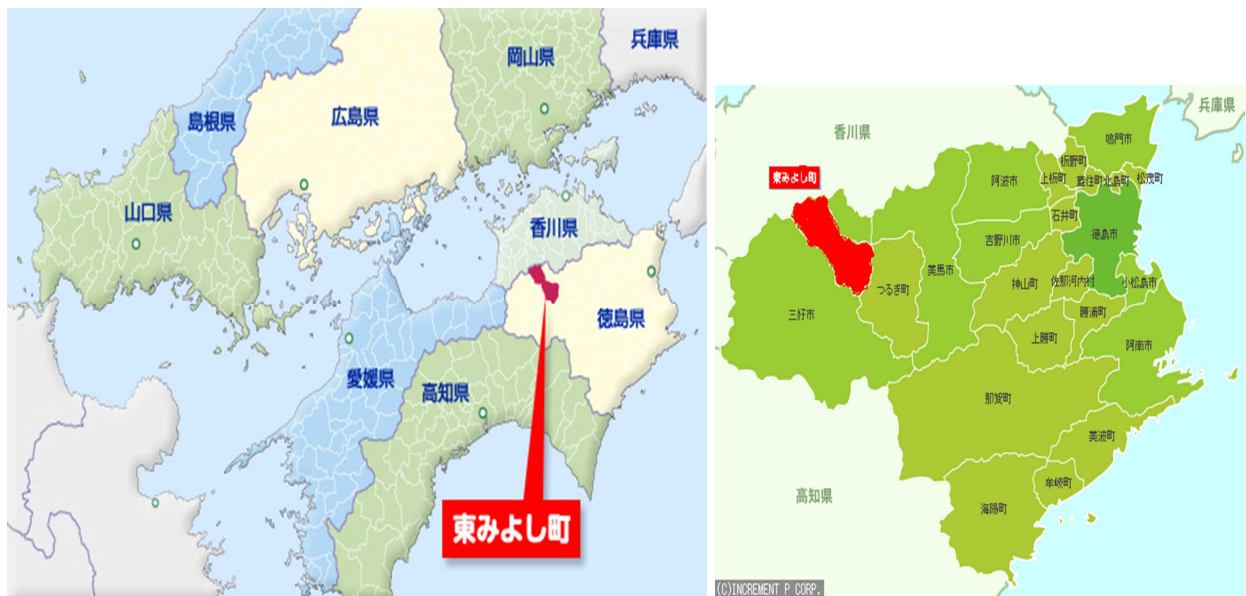 兵庫県
岡山県
広島県
島根県
山口県
香川県
徳島県
愛媛県
高知県
東みよし町
兵庫県
香川県
鳴門市
板野町
上板町
藍住町
北島町
松茂町
阿波市
東みよし町
石井町
徳島市
吉野川市
美馬市
つるぎ町
神山町
佐那河内村
小松島市
三好市
勝浦町
上勝町
阿南市
那賀町
美波町
牟岐町
高知県
海陽町
(C)INCREMENT P CORP.